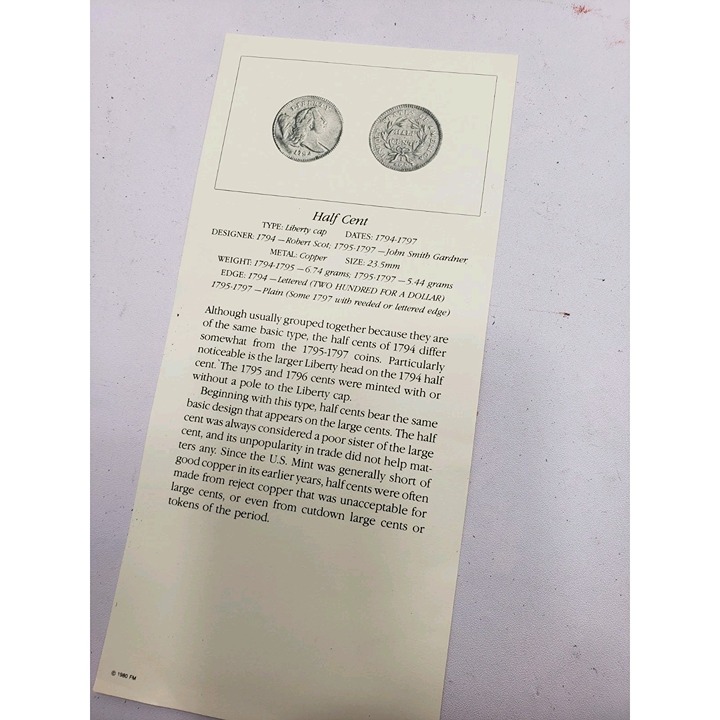 LIBERTY
1794
HALF
CENT
Half Cent
TYPE: Liberty cap DATES: 1794-1797
DESIGNER: 1794 — Robert Scot; 1795-1797 — John Smith Gardner
METAL: Copper SIZE: 23.5mm
WEIGHT: 1794-1795 — 6.74 grams; 1795-1797 — 5.44 grams
EDGE: 1794 — Lettered (TWO HUNDRED FOR A DOLLAR)
1795-1797 — Plain (Some 1797 with reeded or lettered edge)
Although usually grouped together because they are
of the same basic type, the half cents of 1794 differ
somewhat from the 1795-1797 coins. Particularly
noticeable is the larger Liberty head on the 1794 half
cent. The 1795 and 1796 cents were minted with or
without a pole to the Liberty cap.
Beginning with this type, half cents bear the same
basic design that appears on the large cents. The half
cent was always considered a poor sister of the large
cent, and its unpopularity in trade did not help mat-
ters any. Since the U.S. Mint was generally short of
good copper in its earlier years, half cents were often
made from reject copper that was unacceptable for
large cents, or even from cutdown large cents or
tokens of the period.
© 1980 FM